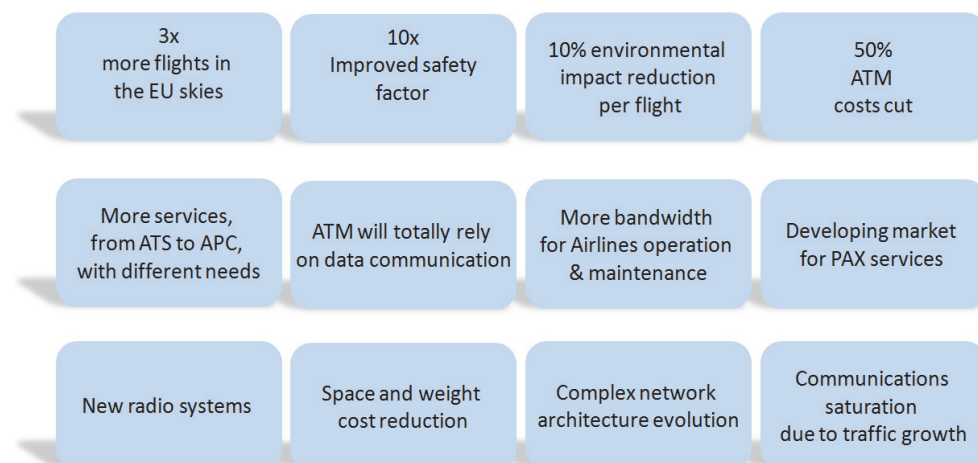 3x
more flights in
the EU skies
10x
Improved safety
factor
10% environmental
impact reduction
per flight
50%
ATM
costs cut
More services,
from ATS to APC,
with different needs
ATM will totally rely
on data communication
More bandwidth
for Airlines operation
& maintenance
Developing market
for PAX services
New radio systems
Space and weight
cost reduction
Complex network
architecture evolution
Communications
saturation
due to traffic growth